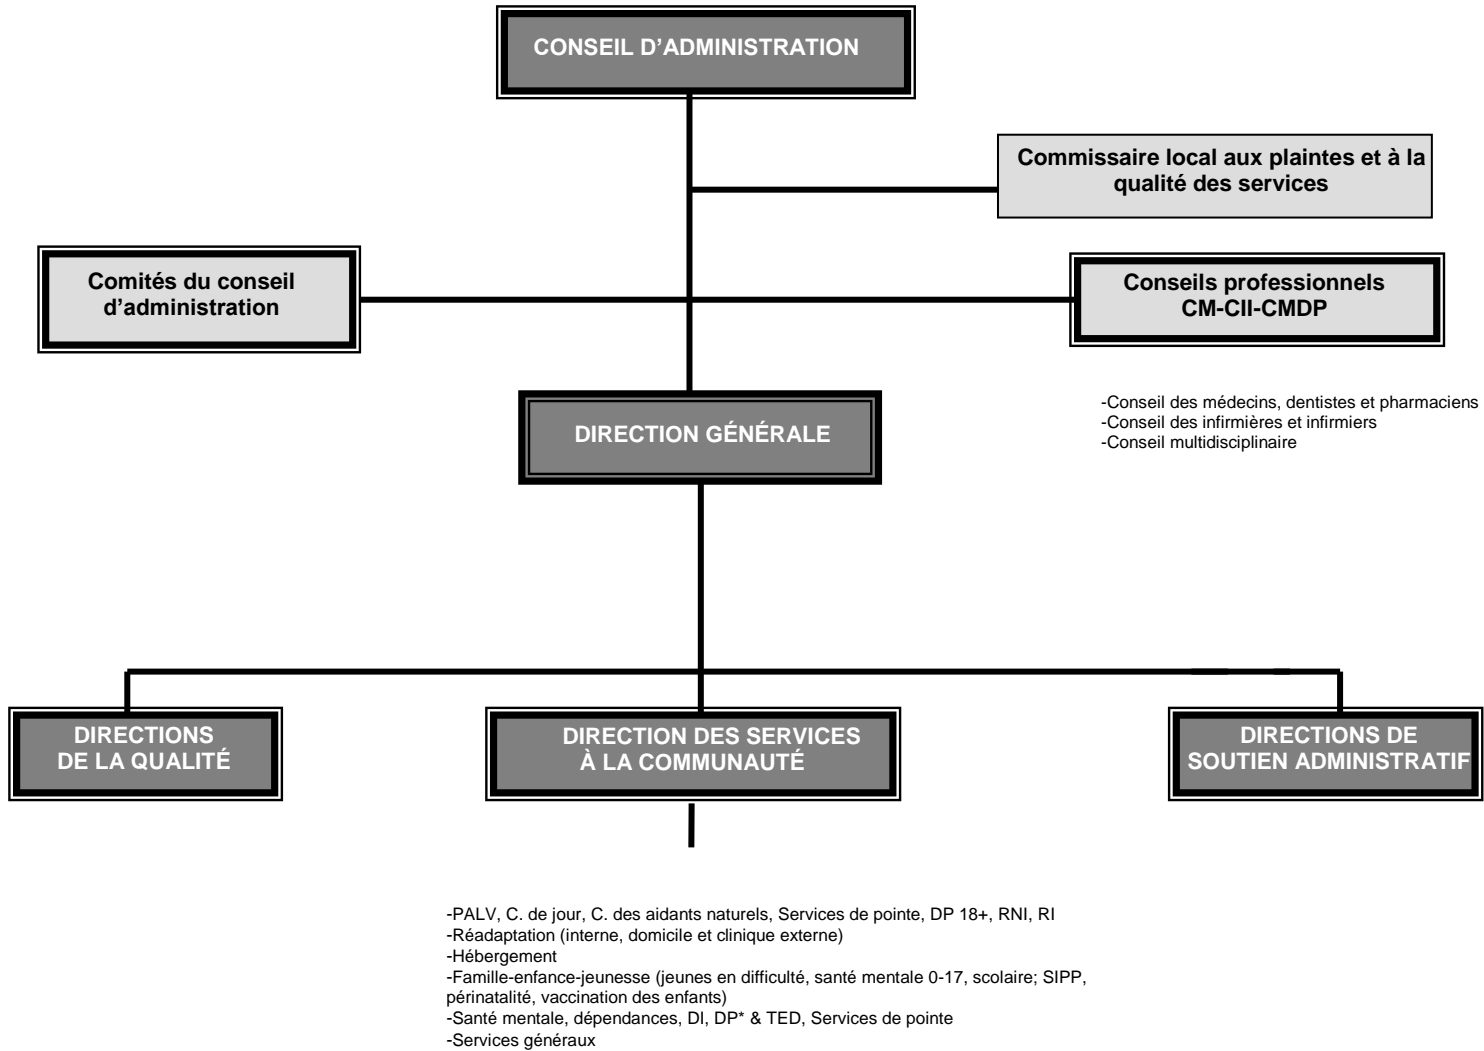 CONSEIL D’ADMINISTRATION
Commissaire local aux plaintes et à la
qualité des services
Comités du conseil
d’administration
Conseils professionnels
CM-CII-CMDP
DIRECTION GÉNÉRALE
-Conseil des médecins, dentistes et pharmaciens
-Conseil des infirmières et infirmiers
-Conseil multidisciplinaire
DIRECTIONS
DE LA QUALITÉ
DIRECTION DES SERVICES
À LA COMMUNAUTÉ
DIRECTIONS DE
SOUTIEN ADMINISTRATIF
-PALV, C. de jour, C. des aidants naturels, Services de pointe, DP 18+, RNI, RI
-Réadaptation (interne, domicile et clinique externe)
-Hébergement
-Famille-enfance-jeunesse (jeunes en difficulté, santé mentale 0-17, scolaire; SIPP,
périnatalité, vaccination des enfants)
-Santé mentale, dépendances, DI, DP* & TED, Services de pointe
-Services généraux